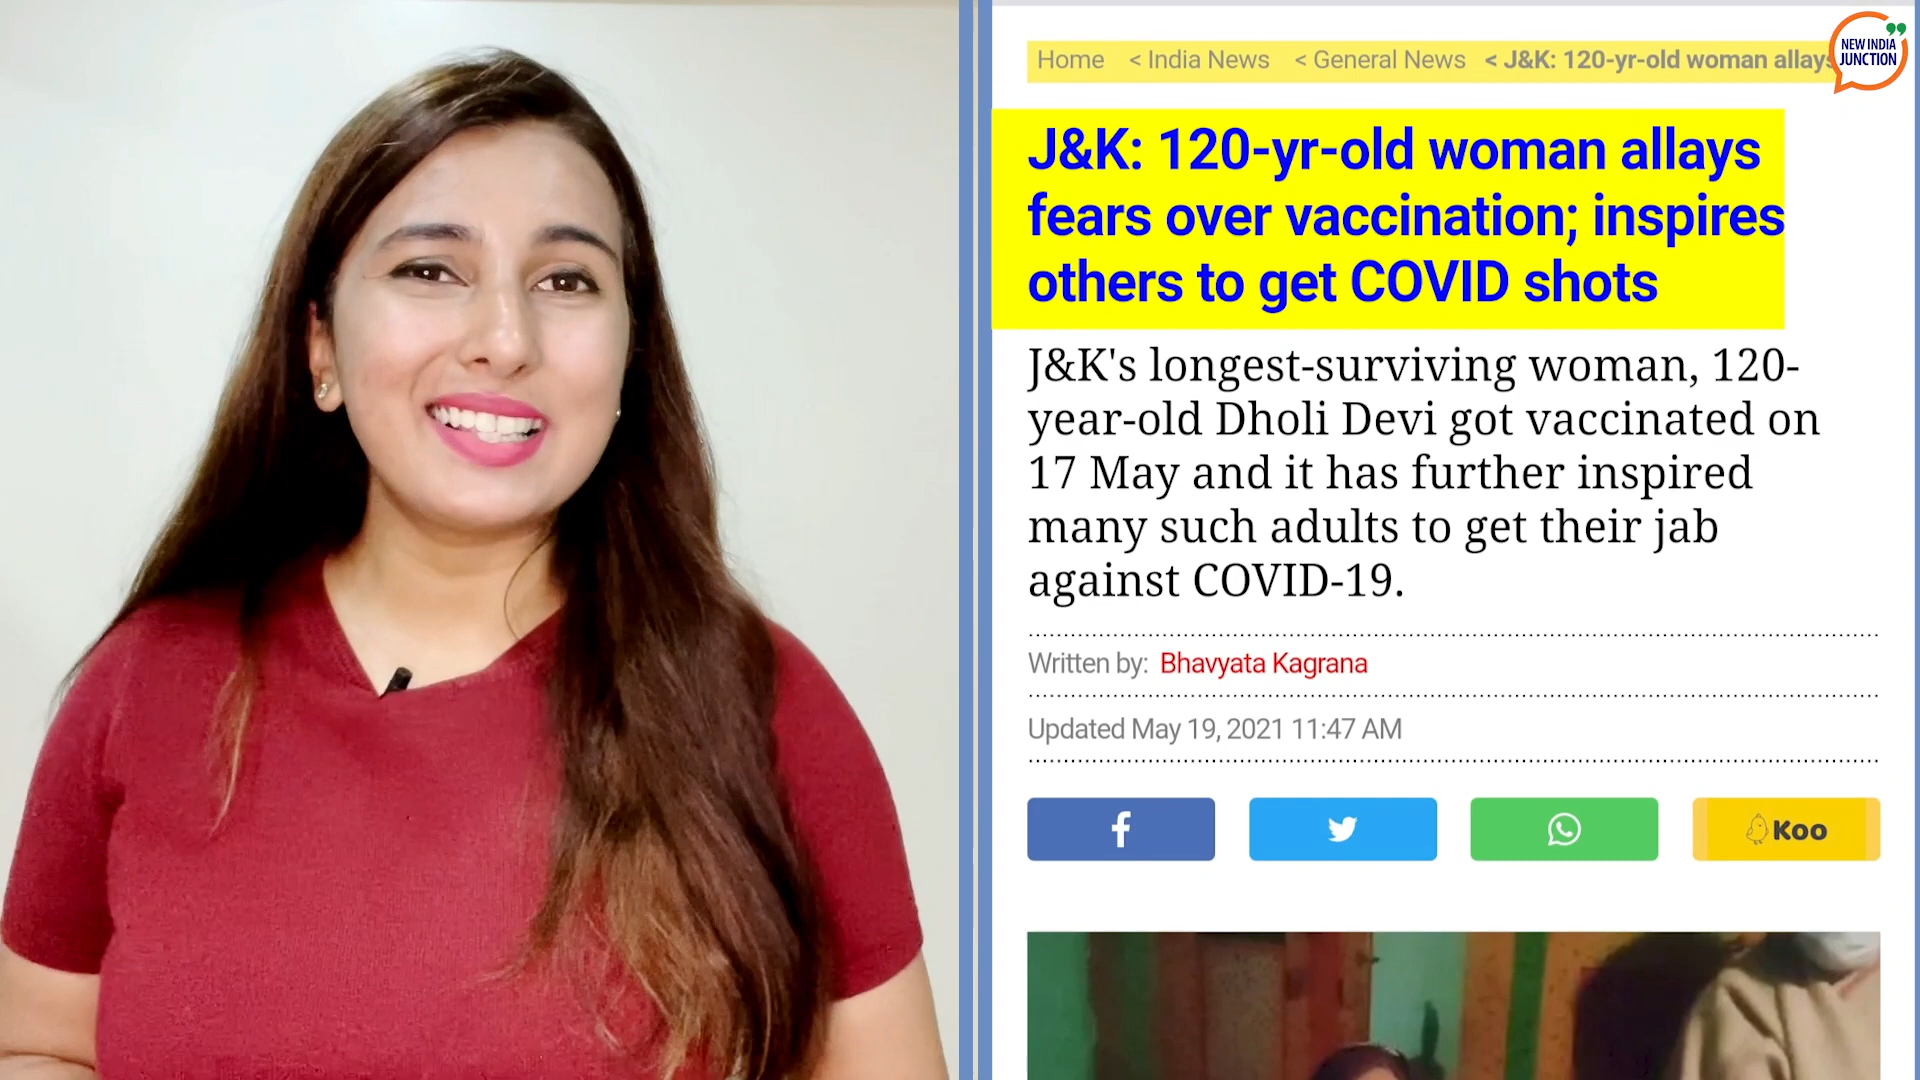 Home < India News < General News < J&K: 120-yr-old woman allays
NEW INDIA
JUNCTION
J&K: 120-yr-old woman allays
fears over vaccination; inspires
others to get COVID shots
J&K's longest-surviving woman, 120-
year-old Dholi Devi got vaccinated on
17 May and it has further inspired
many such adults to get their jab
against COVID-19.
Written by: Bhavyata Kagrana
Updated May 19, 2021 11:47 AM
Koo